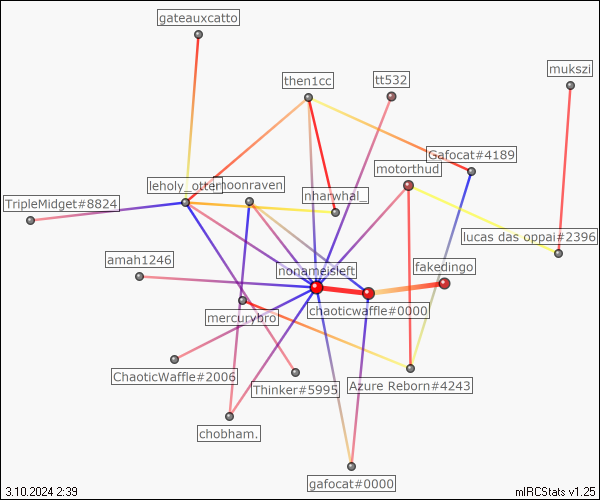 gateauxcatto
mukszi
then1cc
tt532
Gafocat#4189
motorthud
leholy_otter
moonraven
nharwhal_
TripleMidget#8824
lucas das oppai#2396
amah1246
nonameisleft
fakedingo
chaoticwaffle#0000
mercurybro
ChaoticWaffle#2006
Thinker#5995
Azure Reborn#4243
chobham.
gafocat#0000
3.10.2024 2:39
mIRCStats v1.25